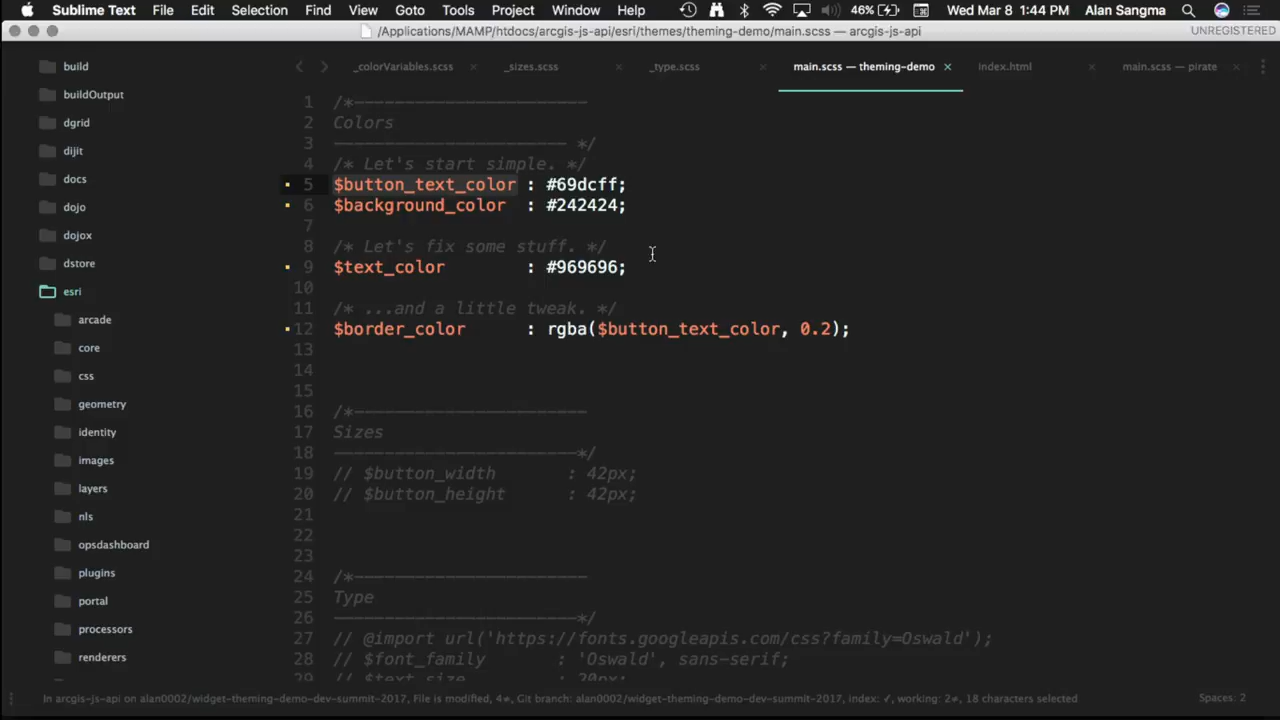 Sublime Text File Edit Selection Find View Goto Tools Project Window Help 46% Wed Mar 8 1:44 PM Alan Sangma
/Applications/MAMP/htdocs/arcgis-js-api/esri/themes/theming-demo/main.scss — arcgis-js-api UNREGISTERED
_colorVariables.scss × _sizes.scss × _type.scss × main.scss — theming-demo × index.html × main.scss — pirate ×
build
buildOutput
dgrid
dijit
docs
dojo
dojox
dstore
esri
arcade
core
css
geometry
identity
images
layers
nls
opsdashboard
plugins
portal
processors
renderers
1 /*-----------------------
2 Colors
3 ----------------------- */
4 /* Let's start simple. */
5 $button_text_color : #69dcff;
6 $background_color : #242424;
7
8 /* Let's fix some stuff. */
9 $text_color : #969696;
10
11 /* ...and a little tweak. */
12 $border_color : rgba($button_text_color, 0.2);
13
14
15
16 /*-----------------------
17 Sizes
18 ------------------------*/
19 // $button_width : 42px;
20 // $button_height : 42px;
21
22
23
24 /*-----------------------
25 Type
26 ------------------------*/
27 // @import url('https://fonts.googleapis.com/css?family=Oswald');
28 // $font_family : 'Oswald', sans-serif;
29 // $text_size : 20px;
In arcgis-js-api on alan0002/widget-theming-demo-dev-summit-2017, File is modified, 4≠, Git branch: alan0002/widget-theming-demo-dev-summit-2017, index: ✓, working: 2≠, 18 characters selected Spaces: 2